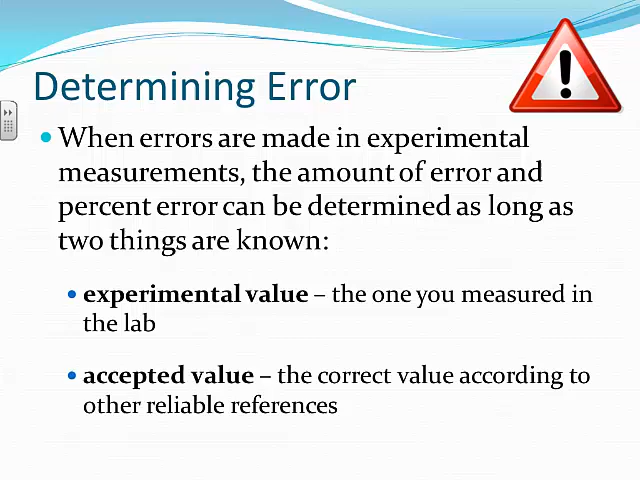 Determining Error
• When errors are made in experimental
measurements, the amount of error and
percent error can be determined as long as
two things are known:
• experimental value – the one you measured in
the lab
• accepted value – the correct value according to
other reliable references